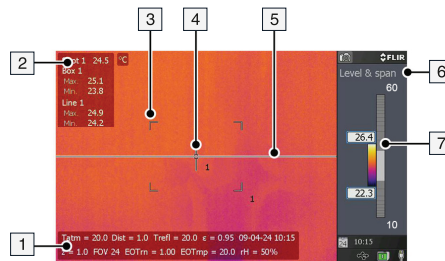 3
4
5
2
Spot 1 24.5 °C
Box 1
Max. 25.1
Min. 23.8
Line 1
Max. 24.9
Min. 24.2
FLIR
Level & span
6
60
26.4
7
22.3
10
1
1
1
Tatm = 20.0 Dist = 1.0 Trefl = 20.0 ε = 0.95 09-04-24 10:15
= 1.0 FOV 24 EOTrn = 1.00 EOTmp = 20.0 rH = 50%
10:15